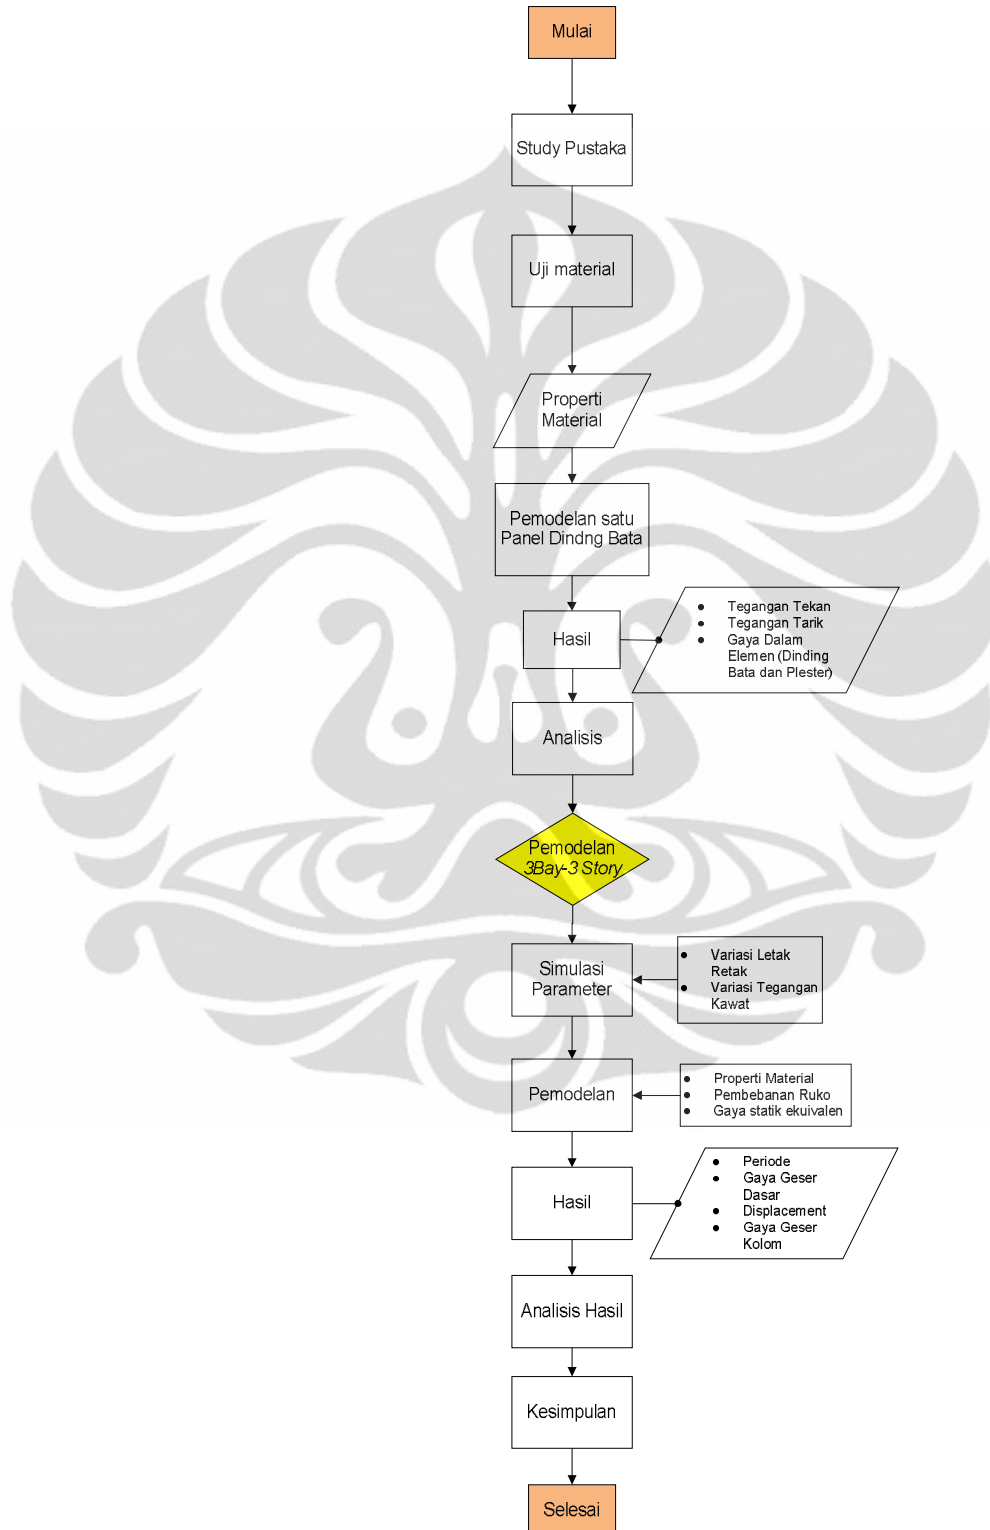 Mulai
Study Pustaka
Uji material
Properti
Material
Pemodelan satu
Panel Dindng Bata
Hasil
• Tegangan Tekan
• Tegangan Tarik
• Gaya Dalam
Elemen (Dinding
Bata dan Plester)
Analisis
Pemodelan
3Bay-3 Story
Simulasi
Parameter
• Variasi Letak
Retak
• Variasi Tegangan
Kawat
Pemodelan
• Properti Material
• Pembebanan Ruko
• Gaya statik ekuivalen
Hasil
• Periode
• Gaya Geser
Dasar
• Displacement
• Gaya Geser
Kolom
Analisis Hasil
Kesimpulan
Selesai